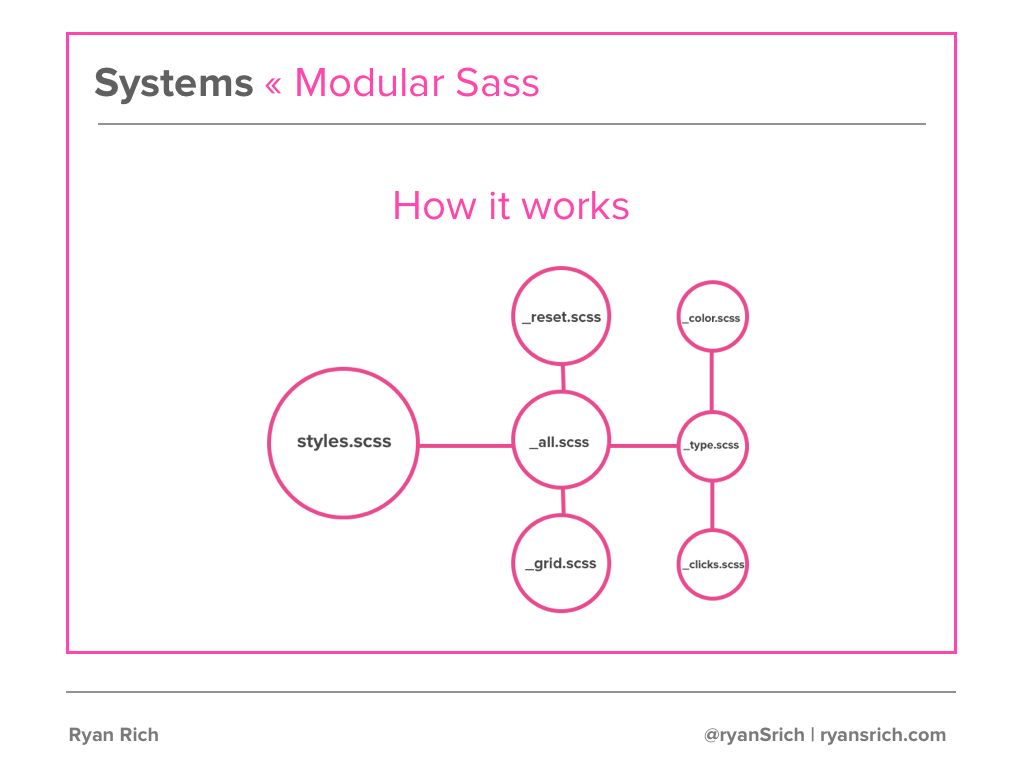 Systems « Modular Sass
How it works
_reset.scss
_color.scss
styles.scss
_all.scss
_type.scss
_grid.scss
_clicks.scss
Ryan Rich
@ryanSrich | ryansrich.com